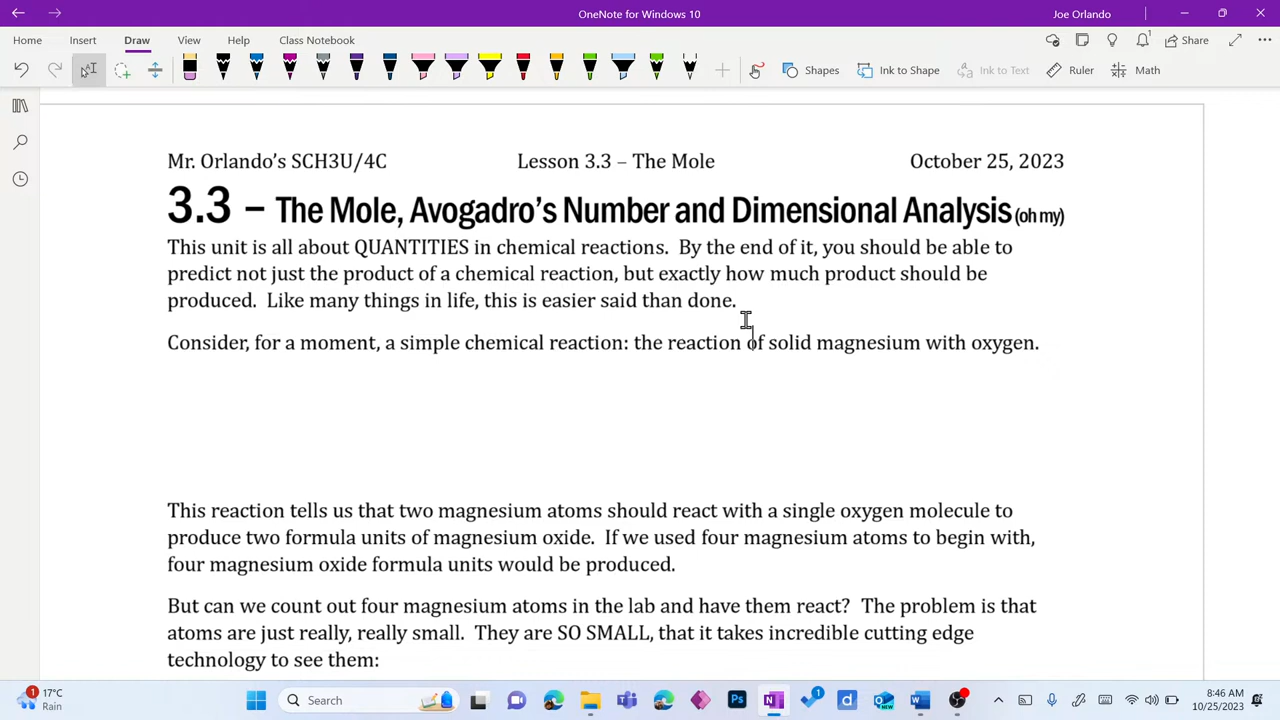 OneNote for Windows 10
Joe Orlando
Home Insert Draw View Help Class Notebook
Share
Shapes Ink to Shape Ink to Text Ruler Math
Mr. Orlando's SCH3U/4C Lesson 3.3 – The Mole October 25, 2023
3.3 – The Mole, Avogadro's Number and Dimensional Analysis (oh my)
This unit is all about QUANTITIES in chemical reactions. By the end of it, you should be able to
predict not just the product of a chemical reaction, but exactly how much product should be
produced. Like many things in life, this is easier said than done.
Consider, for a moment, a simple chemical reaction: the reaction of solid magnesium with oxygen.
This reaction tells us that two magnesium atoms should react with a single oxygen molecule to
produce two formula units of magnesium oxide. If we used four magnesium atoms to begin with,
four magnesium oxide formula units would be produced.
But can we count out four magnesium atoms in the lab and have them react? The problem is that
atoms are just really, really small. They are SO SMALL, that it takes incredible cutting edge
technology to see them:
1
17°C
Rain
Search
8:46 AM
10/25/2023